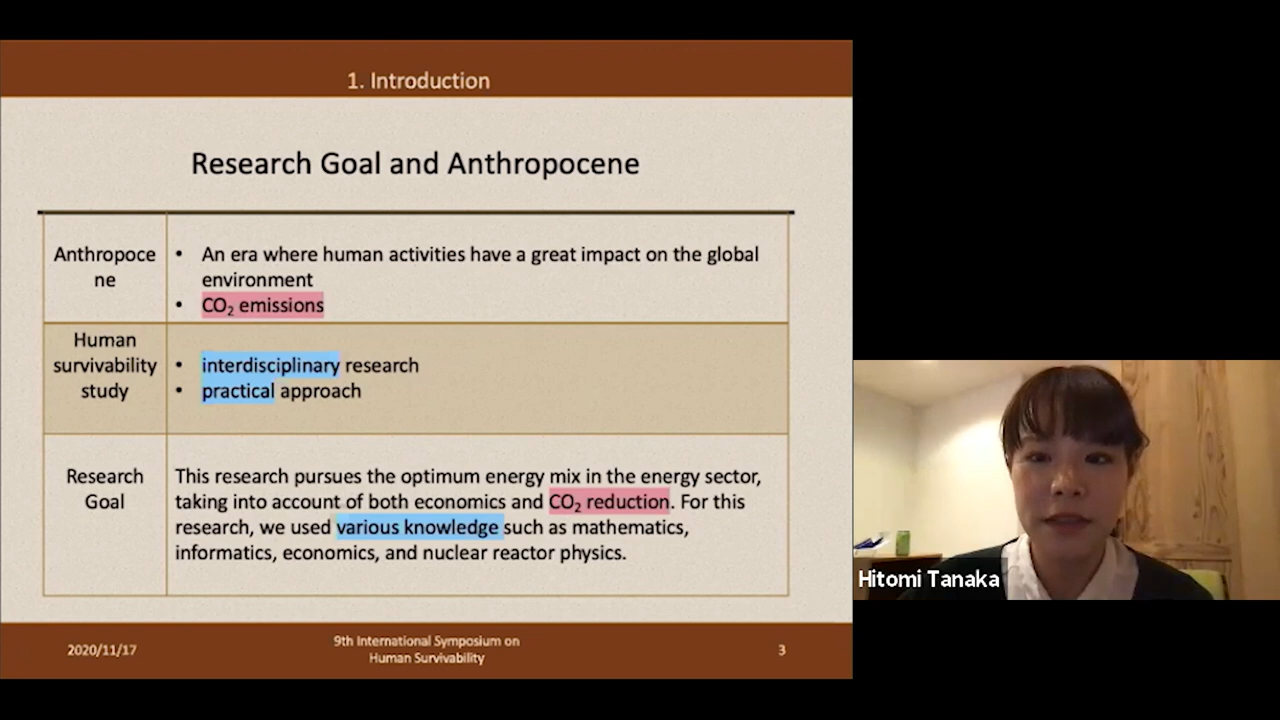 1. Introduction
Research Goal and Anthropocene
Anthropoce
ne
• An era where human activities have a great impact on the global
environment
• CO₂ emissions
Human
survivability
study
• interdisciplinary research
• practical approach
Research
Goal
This research pursues the optimum energy mix in the energy sector,
taking into account of both economics and CO₂ reduction. For this
research, we used various knowledge such as mathematics,
informatics, economics, and nuclear reactor physics.
2020/11/17
9th International Symposium on
Human Survivability
3
Hitomi Tanaka